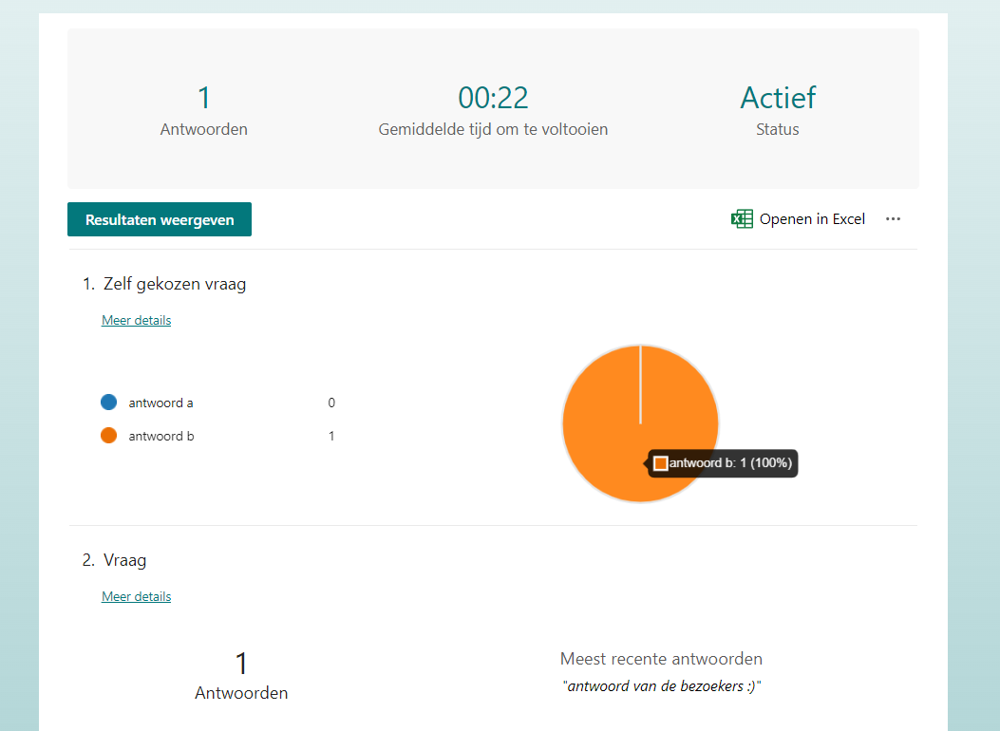 1
Antwoorden
00:22
Gemiddelde tijd om te voltooien
Actief
Status
Resultaten weergeven
Openen in Excel
1. Zelf gekozen vraag
Meer details
antwoord a 0
antwoord b 1
antwoord b: 1 (100%)
2. Vraag
Meer details
1
Antwoorden
Meest recente antwoorden
"antwoord van de bezoekers :)"